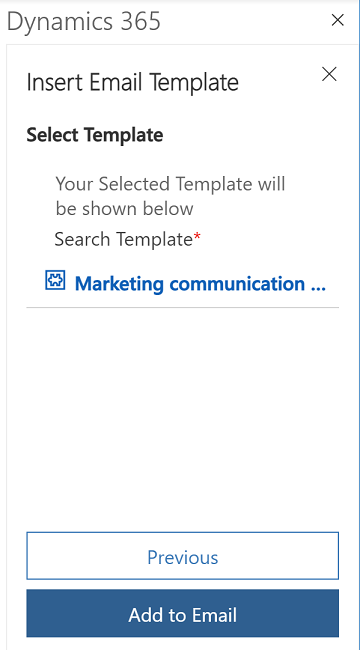 Dynamics 365
Insert Email Template
Select Template
Your Selected Template will
be shown below
Search Template*
Marketing communication ...
Previous
Add to Email